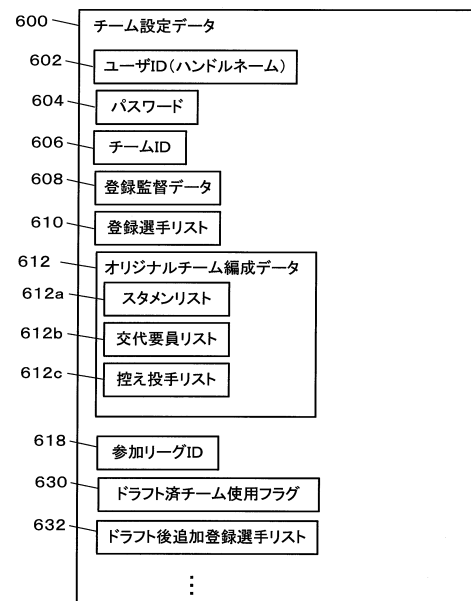 600 チーム設定データ
602 ユーザID(ハンドルネーム)
604 パスワード
606 チームID
608 登録監督データ
610 登録選手リスト
612 オリジナルチーム編成データ
612a スタメンリスト
612b 交代要員リスト
612c 控え投手リスト
618 参加リーグID
630 ドラフト済チーム使用フラグ
632 ドラフト後追加登録選手リスト
⋮